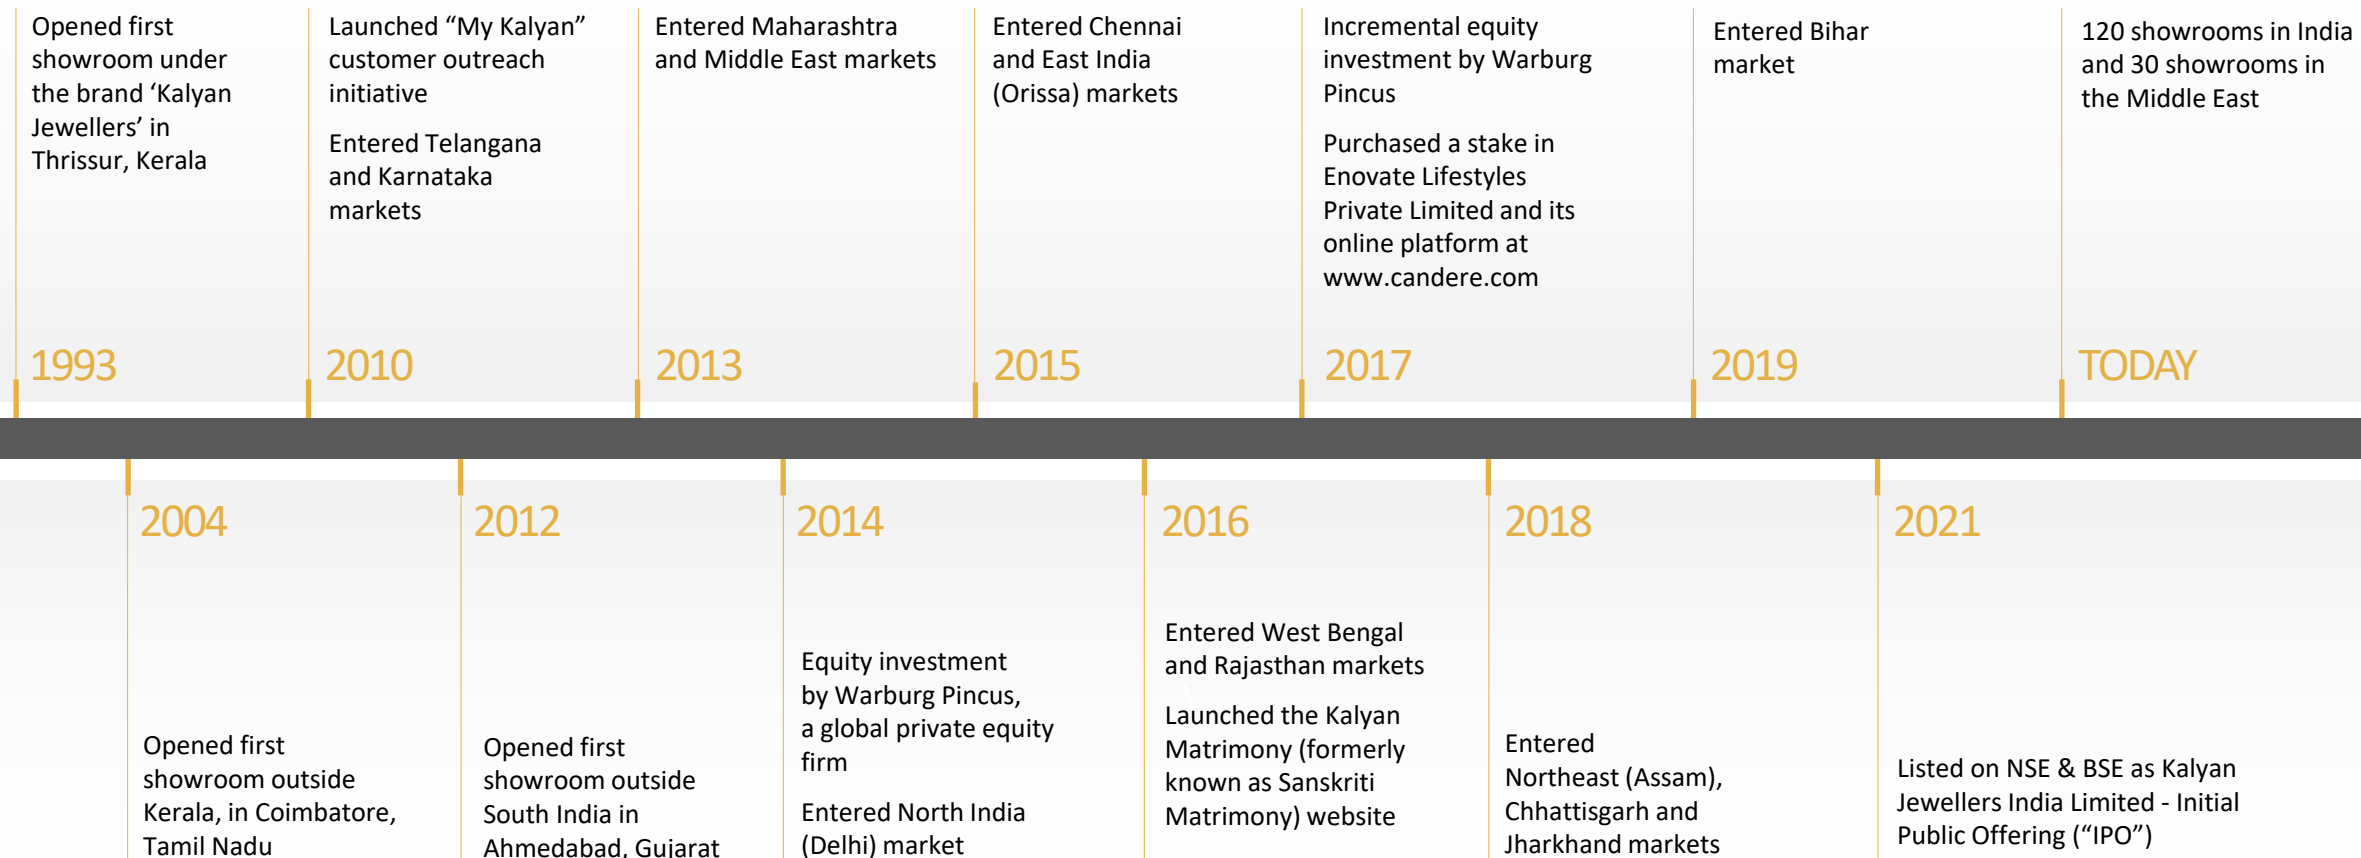 Opened first
showroom under
the brand ‘Kalyan
Jewellers’ in
Thrissur, Kerala
1993
Launched “My Kalyan”
customer outreach
initiative
Entered Telangana
and Karnataka
markets
2010
Entered Maharashtra
and Middle East markets
2013
Entered Chennai
and East India
(Orissa) markets
2015
Incremental equity
investment by Warburg
Pincus
Purchased a stake in
Enovate Lifestyles
Private Limited and its
online platform at
www.candere.com
2017
Entered Bihar
market
2019
120 showrooms in India
and 30 showrooms in
the Middle East
TODAY
2004
Opened first
showroom outside
Kerala, in Coimbatore,
Tamil Nadu
2012
Opened first
showroom outside
South India in
Ahmedabad, Gujarat
2014
Equity investment
by Warburg Pincus,
a global private equity
firm
Entered North India
(Delhi) market
2016
Entered West Bengal
and Rajasthan markets
Launched the Kalyan
Matrimony (formerly
known as Sanskriti
Matrimony) website
2018
Entered
Northeast (Assam),
Chhattisgarh and
Jharkhand markets
2021
Listed on NSE & BSE as Kalyan
Jewellers India Limited - Initial
Public Offering (“IPO”)